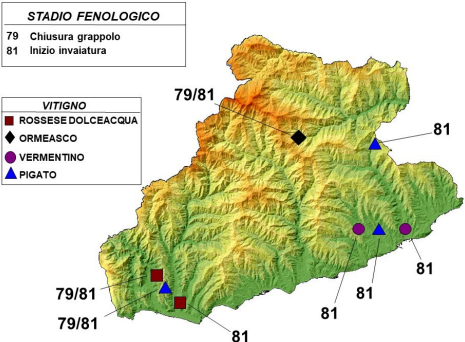 STADIO FENOLOGICO
79 Chiusura grappolo
81 Inizio invaiatura
VITIGNO
ROSSESE DOLCEACQUA
ORMEASCO
VERMENTINO
PIGATO
79/81
81
81
81
81
79/81
79/81
81